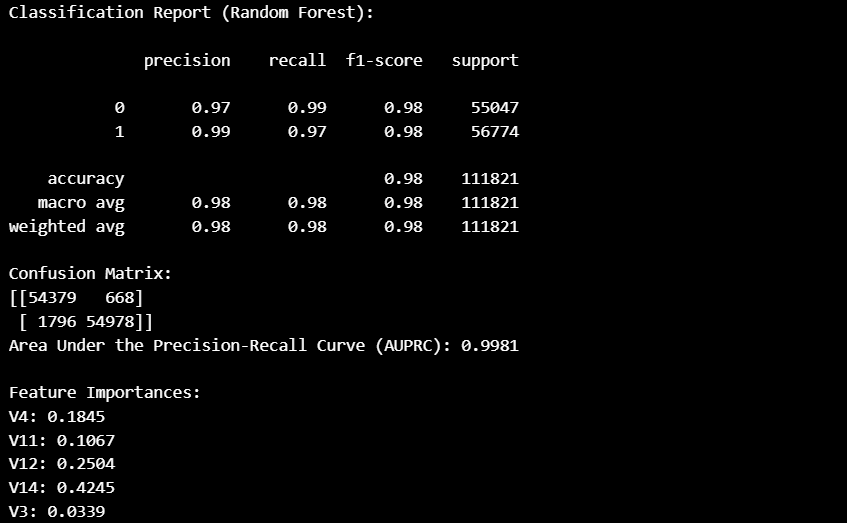 Classification Report (Random Forest):
precision recall f1-score support
0 0.97 0.99 0.98 55047
1 0.99 0.97 0.98 56774
accuracy 0.98 111821
macro avg 0.98 0.98 0.98 111821
weighted avg 0.98 0.98 0.98 111821
Confusion Matrix:
[[54379 668]
[ 1796 54978]]
Area Under the Precision-Recall Curve (AUPRC): 0.9981
Feature Importances:
V4: 0.1845
V11: 0.1067
V12: 0.2504
V14: 0.4245
V3: 0.0339